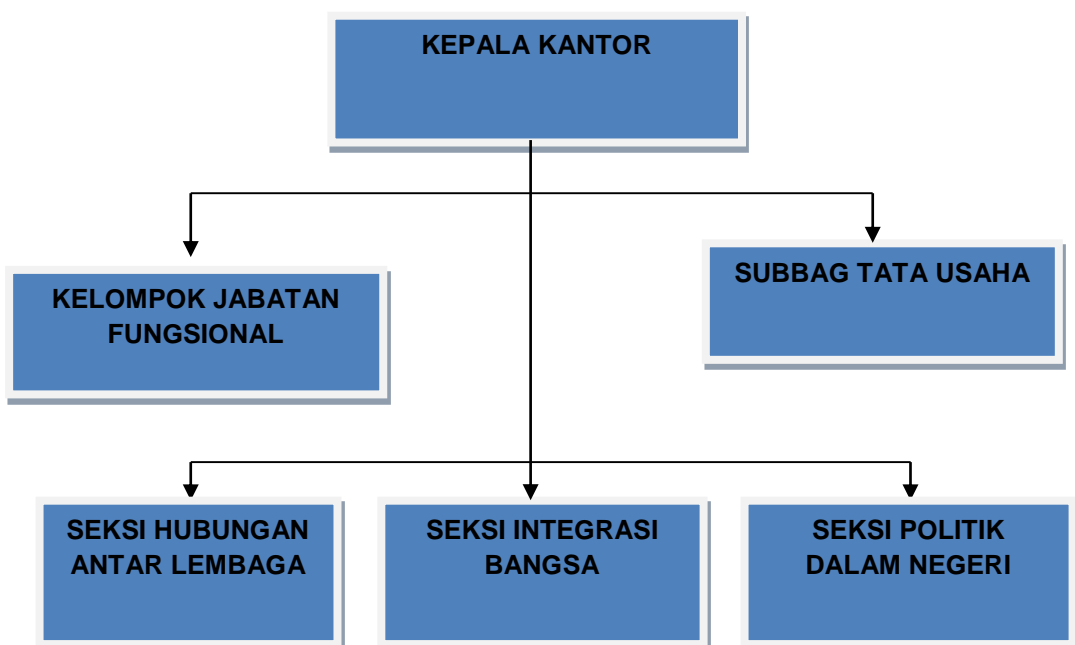 KEPALA KANTOR
KELOMPOK JABATAN
FUNGSIONAL
SUBBAG TATA USAHA
SEKSI HUBUNGAN
ANTAR LEMBAGA
SEKSI INTEGRASI
BANGSA
SEKSI POLITIK
DALAM NEGERI